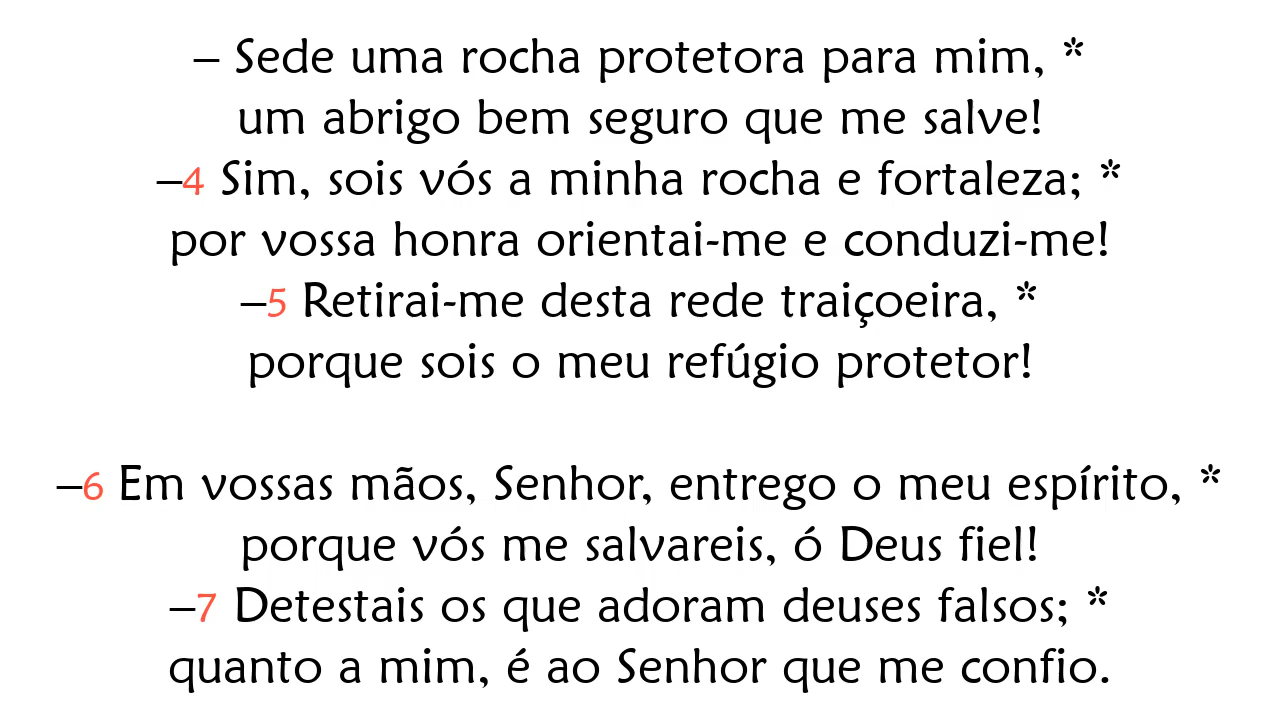 – Sede uma rocha protetora para mim, *
um abrigo bem seguro que me salve!
–4 Sim, sois vós a minha rocha e fortaleza; *
por vossa honra orientai-me e conduzi-me!
–5 Retirai-me desta rede traiçoeira, *
porque sois o meu refúgio protetor!
–6 Em vossas mãos, Senhor, entrego o meu espírito, *
porque vós me salvareis, ó Deus fiel!
–7 Detestais os que adoram deuses falsos; *
quanto a mim, é ao Senhor que me confio.